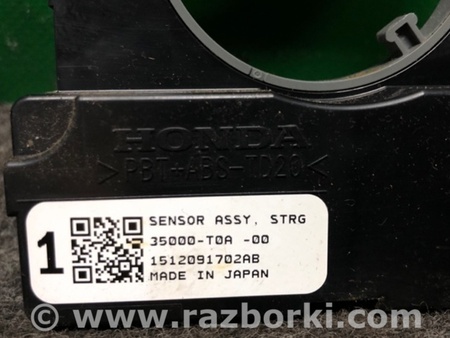 HONDA
>PBT+ABS-TD20<
1
SENSOR ASSY, STRG
35000-T0A -00
1512091702AB
MADE IN JAPAN
www.razborki.com